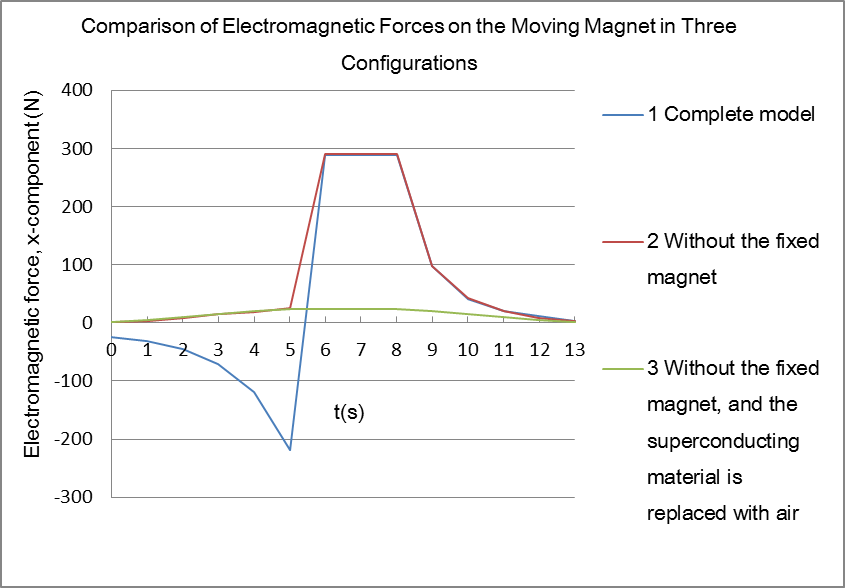 Comparison of Electromagnetic Forces on the Moving Magnet in Three
Configurations
Electromagnetic force, x-component (N)
400
300
200
100
0
-100
-200
-300
0 1 2 3 4 5 6 7 8 9 10 11 12 13
t(s)
1 Complete model
2 Without the fixed
magnet
3 Without the fixed
magnet, and the
superconducting
material is
replaced with air